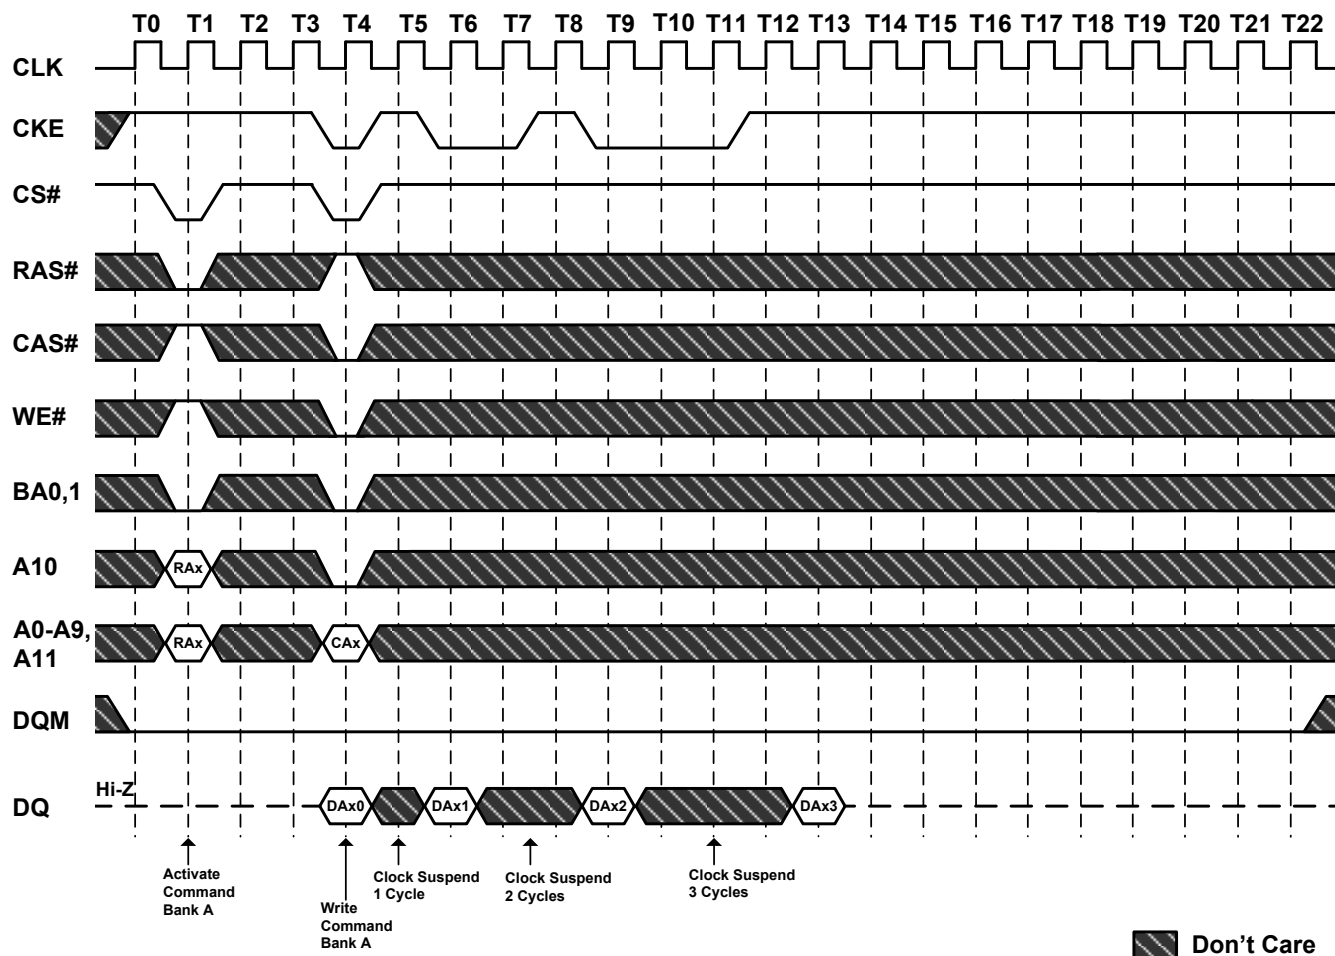 T0 T1 T2 T3 T4 T5 T6 T7 T8 T9 T10 T11 T12 T13 T14 T15 T16 T17 T18 T19 T20 T21 T22
CLK
CKE
CS#
RAS#
CAS#
WE#
BA0,1
A10
RAx
A0-A9,
A11
RAx
CAx
DQM
Hi-Z
DQ
DAx0
DAx1
DAx2
DAx3
Activate
Command
Bank A
Write
Command
Bank A
Clock Suspend
1 Cycle
Clock Suspend
2 Cycles
Clock Suspend
3 Cycles
Don't Care